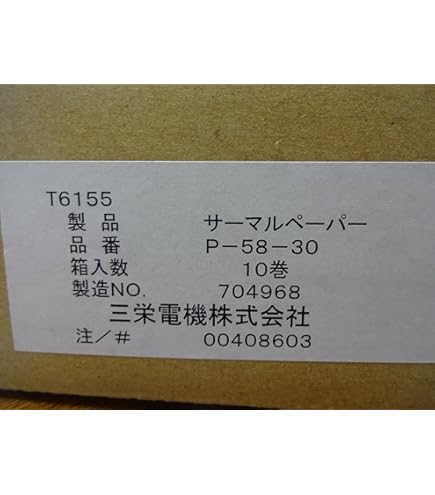 T6155
製品 サーマルペーパー
品番 P-58-30
箱入数 10巻
製造NO. 704968
三栄電機株式会社
注/# 00408603